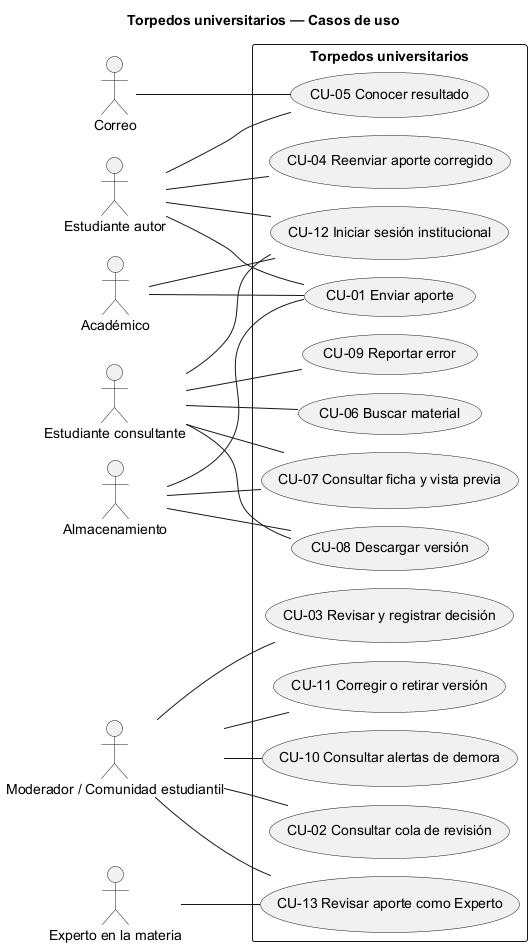 Torpedos universitarios — Casos de uso
Torpedos universitarios
Correo
CU-05 Conocer resultado
CU-04 Reenviar aporte corregido
Estudiante autor
CU-12 Iniciar sesión institucional
CU-01 Enviar aporte
Académico
CU-09 Reportar error
CU-06 Buscar material
Estudiante consultante
CU-07 Consultar ficha y vista previa
Almacenamiento
CU-08 Descargar versión
CU-03 Revisar y registrar decisión
CU-11 Corregir o retirar versión
CU-10 Consultar alertas de demora
Moderador / Comunidad estudiantil
CU-02 Consultar cola de revisión
CU-13 Revisar aporte como Experto
Experto en la materia